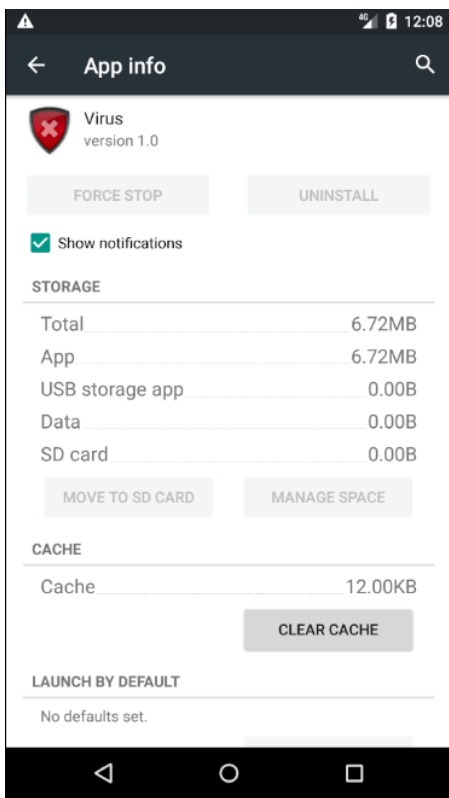 4G 12:08
App info
Virus
version 1.0
FORCE STOP UNINSTALL
Show notifications
STORAGE
Total 6.72MB
App 6.72MB
USB storage app 0.00B
Data 0.00B
SD card 0.00B
MOVE TO SD CARD MANAGE SPACE
CACHE
Cache 12.00KB
CLEAR CACHE
LAUNCH BY DEFAULT
No defaults set.